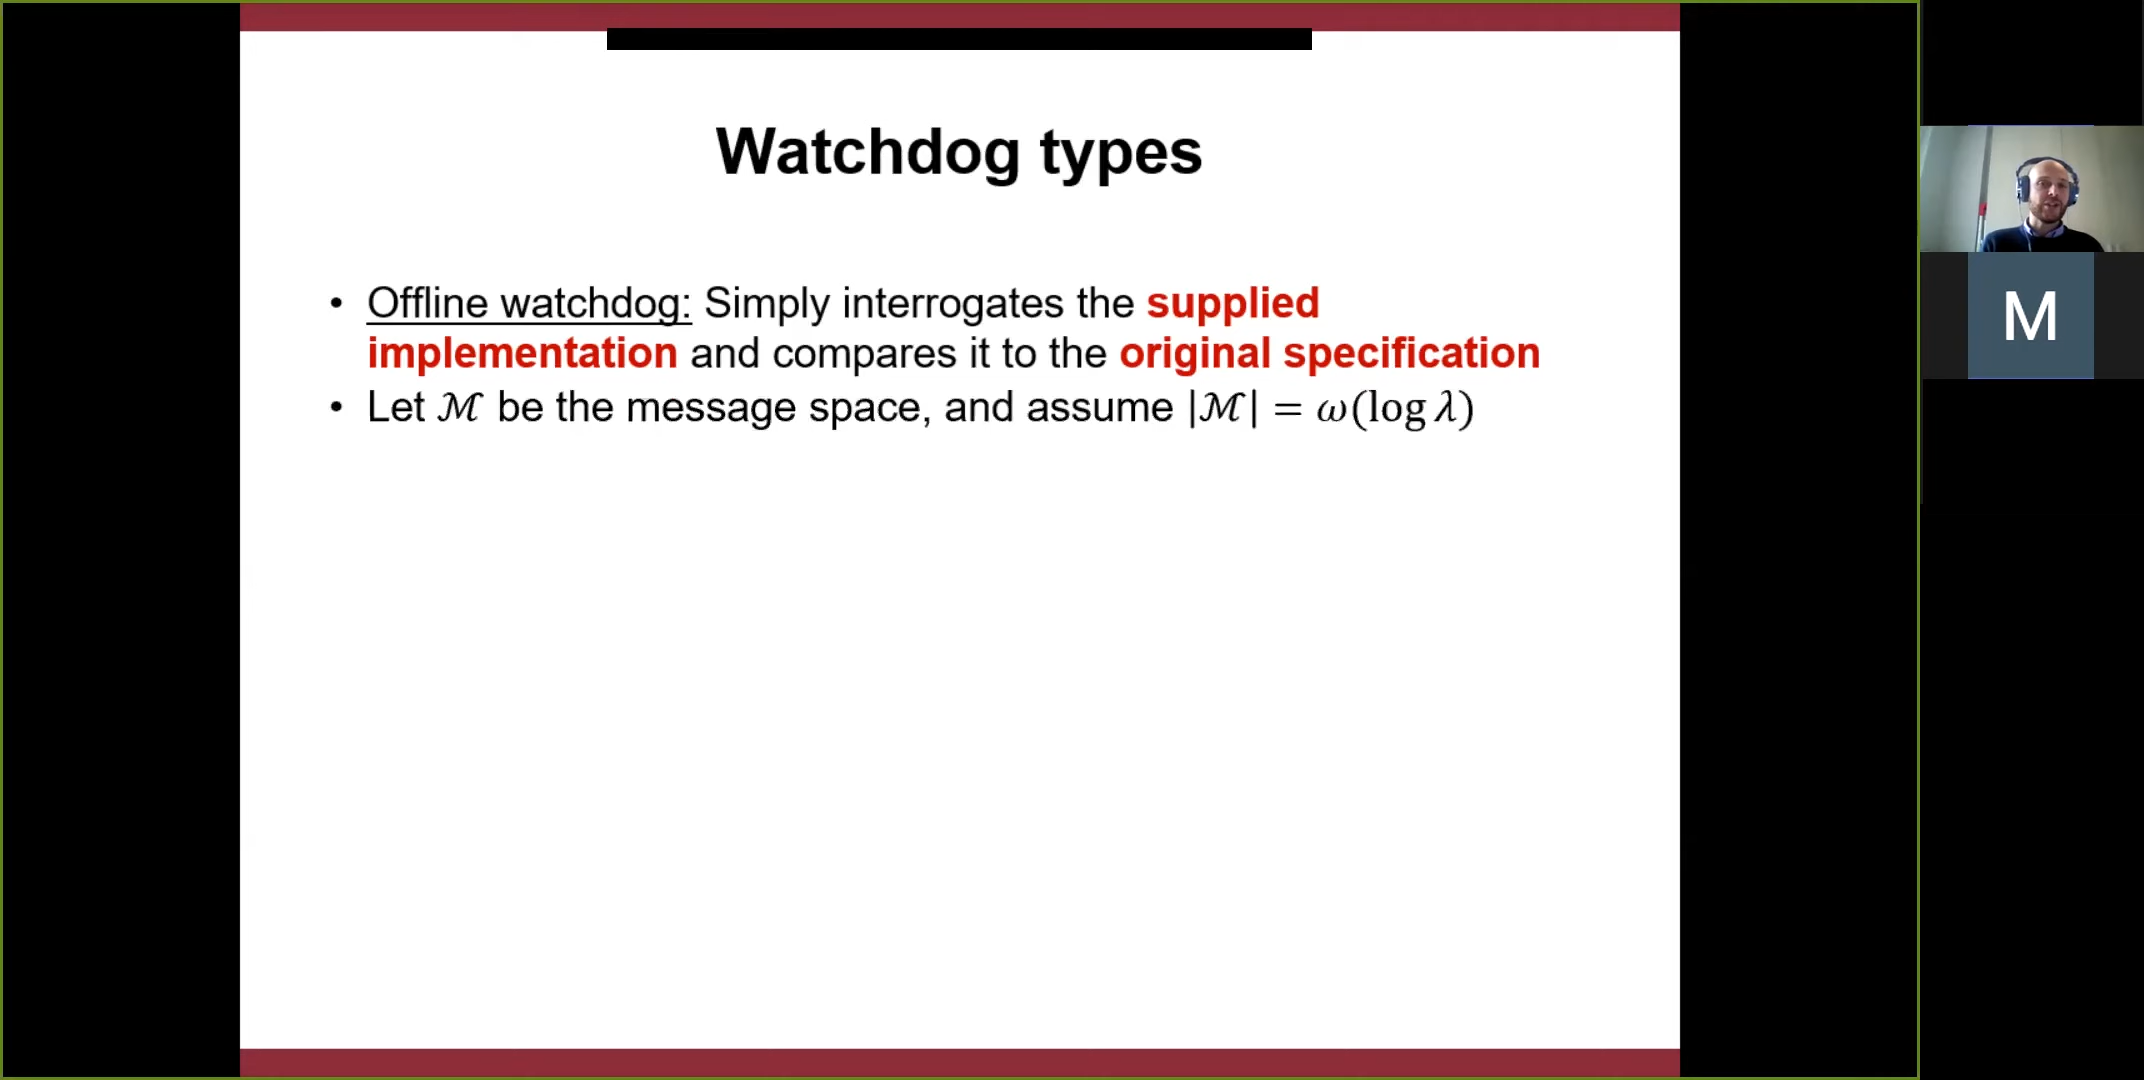 Watchdog types
• Offline watchdog: Simply interrogates the supplied
implementation and compares it to the original specification
• Let ℳ be the message space, and assume |ℳ| = ω(log λ)
M